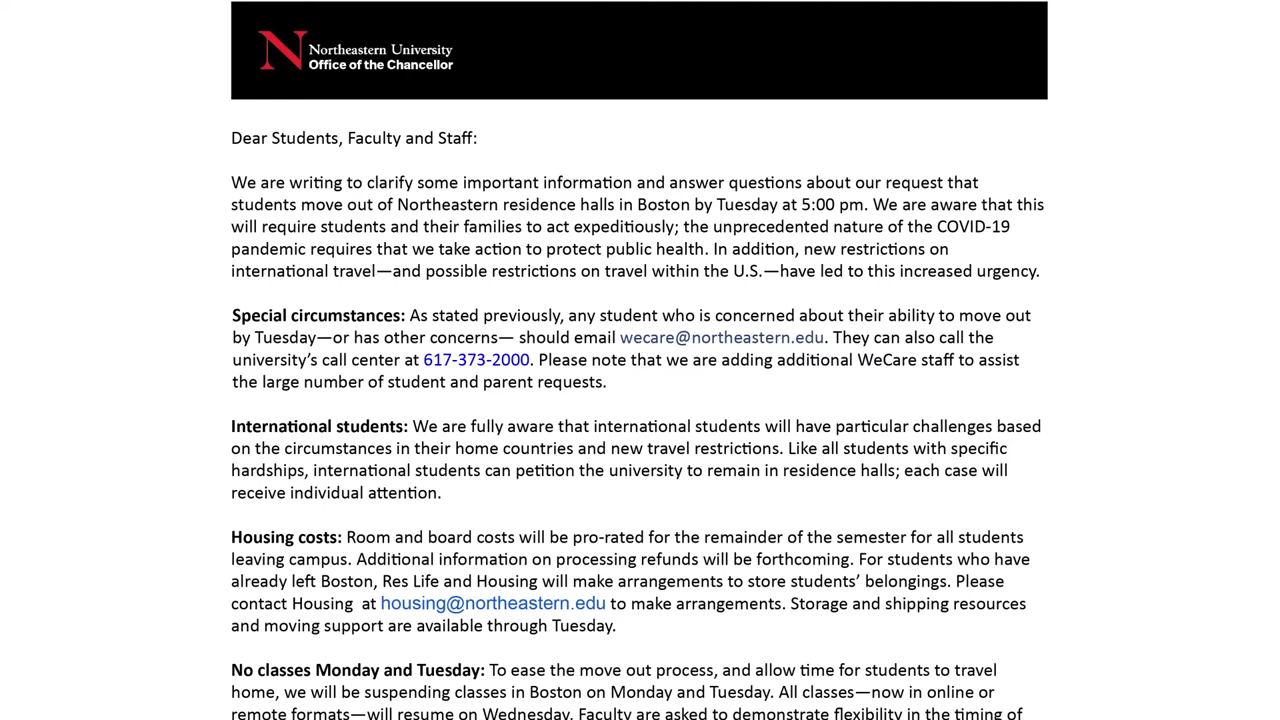 Northeastern University
Office of the Chancellor
Dear Students, Faculty and Staff:
We are writing to clarify some important information and answer questions about our request that
students move out of Northeastern residence halls in Boston by Tuesday at 5:00 pm. We are aware that this
will require students and their families to act expeditiously; the unprecedented nature of the COVID-19
pandemic requires that we take action to protect public health. In addition, new restrictions on
international travel—and possible restrictions on travel within the U.S.—have led to this increased urgency.
Special circumstances: As stated previously, any student who is concerned about their ability to move out
by Tuesday—or has other concerns— should email wecare@northeastern.edu. They can also call the
university's call center at 617-373-2000. Please note that we are adding additional WeCare staff to assist
the large number of student and parent requests.
International students: We are fully aware that international students will have particular challenges based
on the circumstances in their home countries and new travel restrictions. Like all students with specific
hardships, international students can petition the university to remain in residence halls; each case will
receive individual attention.
Housing costs: Room and board costs will be pro-rated for the remainder of the semester for all students
leaving campus. Additional information on processing refunds will be forthcoming. For students who have
already left Boston, Res Life and Housing will make arrangements to store students’ belongings. Please
contact Housing  at housing@northeastern.edu to make arrangements. Storage and shipping resources
and moving support are available through Tuesday.
No classes Monday and Tuesday: To ease the move out process, and allow time for students to travel
home, we will be suspending classes in Boston on Monday and Tuesday. All classes—now in online or
remote formats—will resume on Wednesday. Faculty are asked to demonstrate flexibility in the timing of